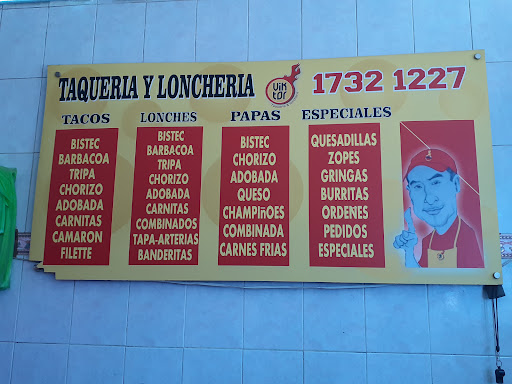 TAQUERIA Y LONCHERIA
Vik
tor
1732 1227
TACOS
BISTEC
BARBACOA
TRIPA
CHORIZO
ADOBADA
CARNITAS
CAMARON
FILETTE
LONCHES
BISTEC
BARBACOA
TRIPA
CHORIZO
ADOBADA
CARNITAS
COMBINADOS
TAPA-ARTERIAS
BANDERITAS
PAPAS
BISTEC
CHORIZO
ADOBADA
QUESO
CHAMPIñOES
COMBINADA
CARNES FRIAS
ESPECIALES
QUESADILLAS
ZOPES
GRINGAS
BURRITAS
ORDENES
PEDIDOS
ESPECIALES